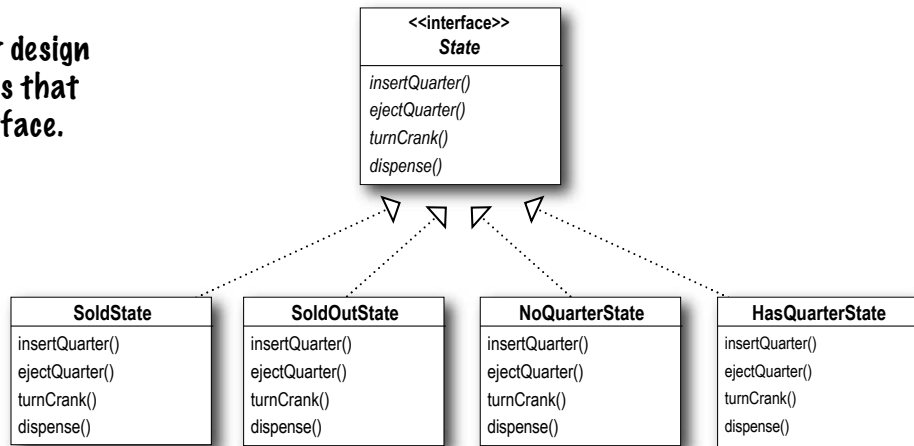 design
s that
face.
<<interface>>
State
insertQuarter()
ejectQuarter()
turnCrank()
dispense()
SoldState
insertQuarter()
ejectQuarter()
turnCrank()
dispense()
SoldOutState
insertQuarter()
ejectQuarter()
turnCrank()
dispense()
NoQuarterState
insertQuarter()
ejectQuarter()
turnCrank()
dispense()
HasQuarterState
insertQuarter()
ejectQuarter()
turnCrank()
dispense()